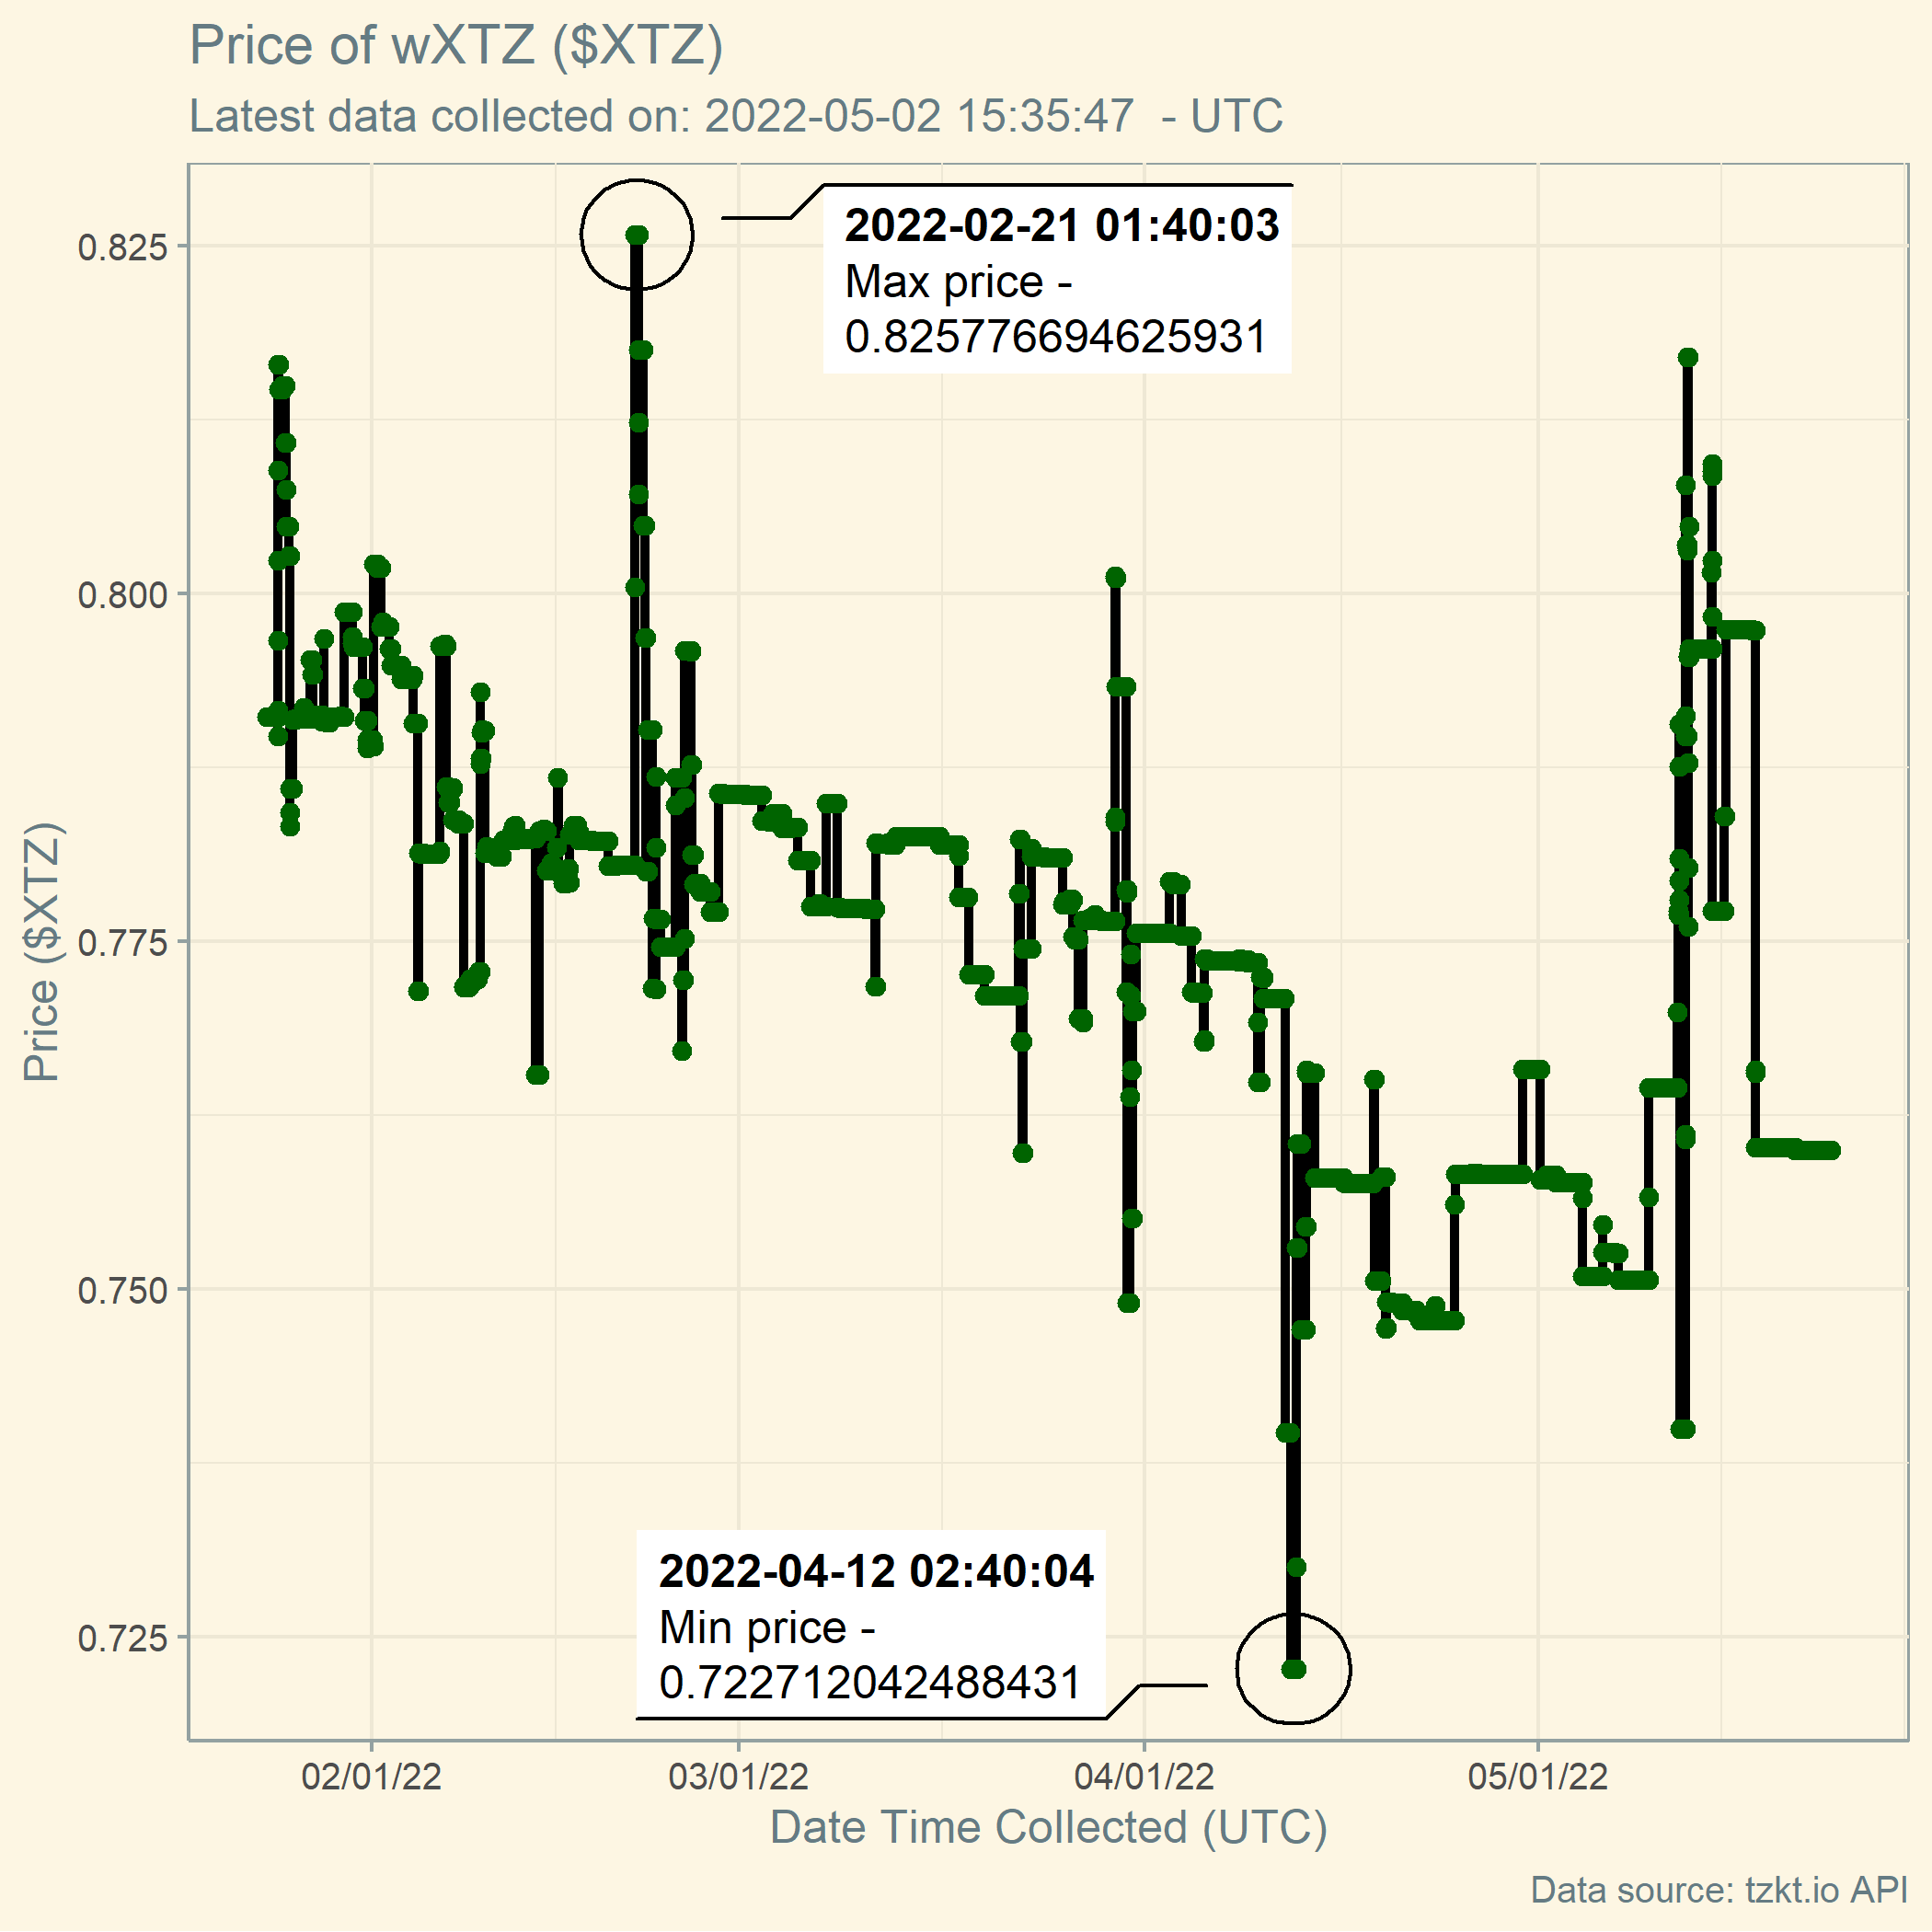 Price of wXTZ ($XTZ)
Latest data collected on: 2022-05-02 15:35:47  - UTC
2022-02-21 01:40:03
Max price -
0.825776694625931
0.825
0.800
0.775
0.750
0.725
Price ($XTZ)
2022-04-12 02:40:04
Min price -
0.722712042488431
02/01/22
03/01/22
04/01/22
05/01/22
Date Time Collected (UTC)
Data source: tzkt.io API